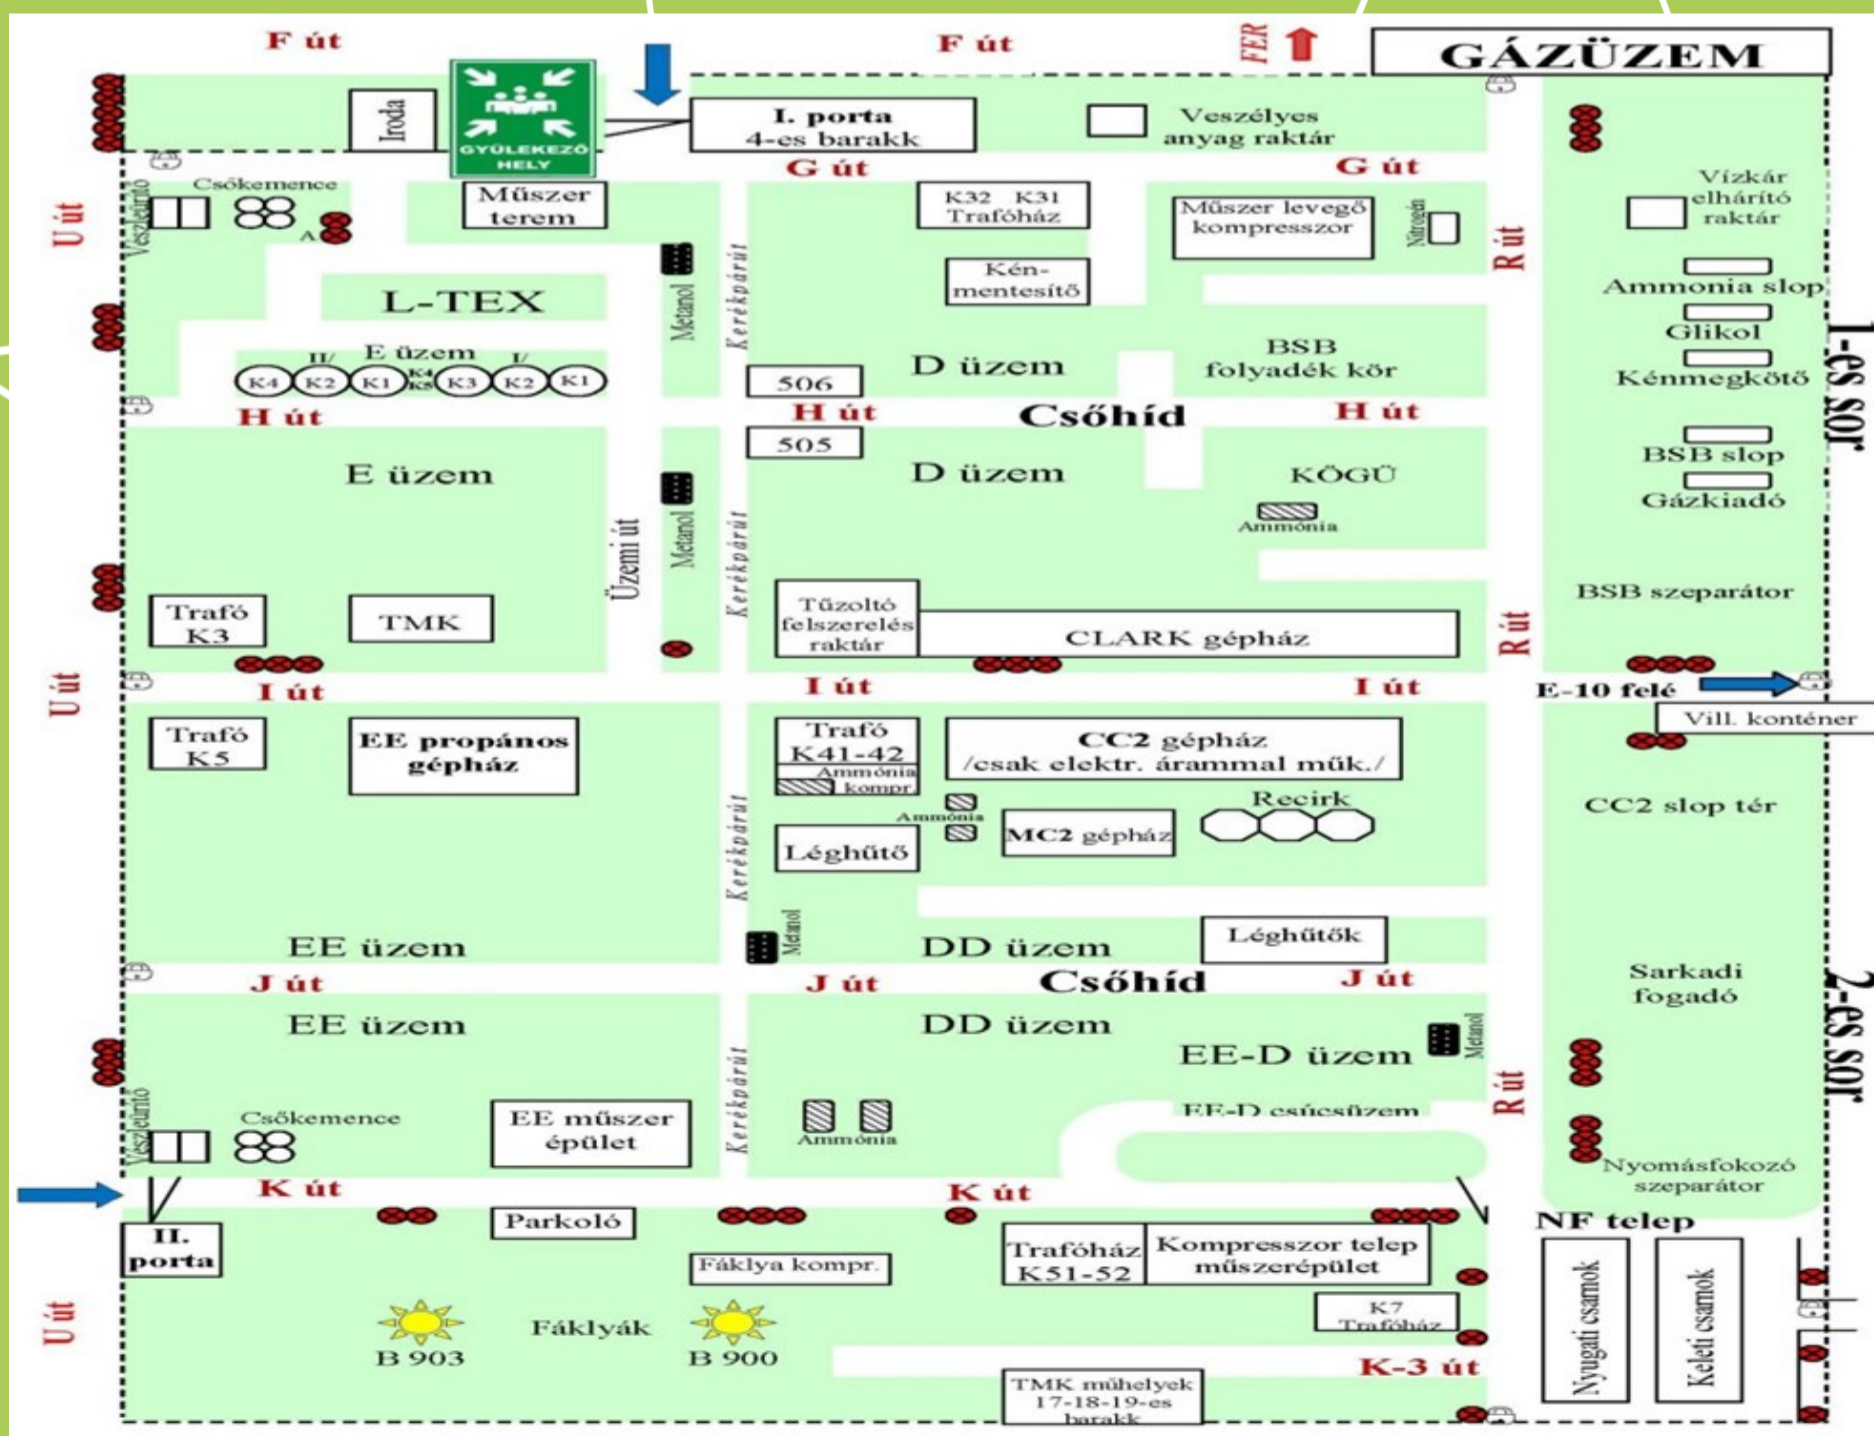 F út
F út
FER
GÁZÜZEM
Iroda
GYÜLEKEZŐ
HELY
I. porta
4-es barakk
Veszélyes
anyag raktár
G út
G út
U út
Veszleürítő
Csőkemence
A
Műszer
terem
K32 K31
Trafóház
Műszer levegő
kompresszor
Nitrogén
R út
Vízkár
elhárító
raktár
Kerékpárút
Metanol
L-TEX
Kén-
mentesítő
Ammonia slop
Glikol
Kénmegkötő
1-es sor
II/ E üzem I/
K4 K2 K1 K4 K3 K2 K1
K5
506
D üzem
BSB
folyadék kör
H út
H út
Csőhíd
H út
505
E üzem
D üzem
KÖGÜ
Ammónia
BSB slop
Gázkiadó
Üzemi út
Metanol
Kerékpárút
BSB szeparátor
Trafó
K3
TMK
Tűzoltó
felszerelés
raktár
CLARK gépház
R út
U út
I út
I út
I út
E-10 felé
Vill. konténer
Trafó
K5
EE propános
gépház
Trafó
K41-42
Ammónia
kompr
CC2 gépház
/csak elektr. árammal műk./
Kerékpárút
Ammónia
MC2 gépház
Recirk
CC2 slop tér
Léghűtő
Metanol
EE üzem
DD üzem
Léghűtők
J út
J út
Csőhíd
J út
Sarkadi
fogadó
2-es sor
EE üzem
DD üzem
EE-D üzem
Metanol
Kerékpárút
R út
EE-D csúcsüzem
Veszleürítő
Csőkemence
EE műszer
épület
Ammónia
Nyomásfokozó
szeparátor
K út
K út
II.
porta
Parkoló
Fáklya kompr.
Trafóház
K51-52
Kompresszor telep
műszerépület
NF telep
Nyugati csarnok
Keleti csarnok
U út
B 903
Fáklyák
B 900
K7
Trafóház
K-3 út
TMK műhelyek
17-18-19-es
barakk